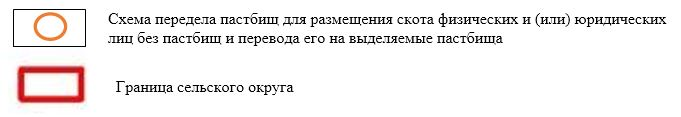 Схема передела пастбищ для размещения скота физических и (или) юридических
лиц без пастбищ и перевода его на выделяемые пастбища
Граница сельского округа